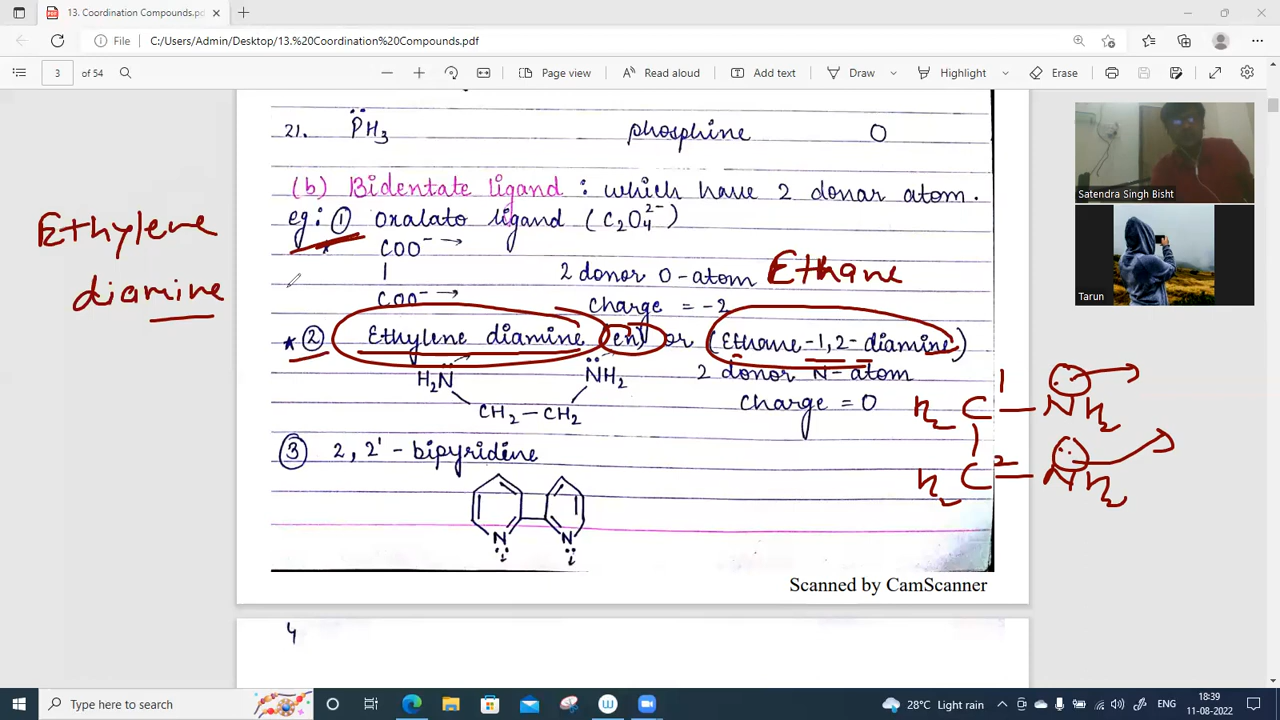 13. Coordination Compounds.pdf
File
C:/Users/Admin/Desktop/13.%20Coordination%20Compounds.pdf
3 of 54
Page view
Read aloud
Add text
Draw
Highlight
Erase
21. PH3 phosphine 0
(b) Bidentate ligand : which have 2 donar atom.
eg: ① oxalato ligand (C2O4 2-)
COO- →
2 donor O-atom
COO- →
charge = -2
* ② Ethylene diamine (en) or (Ethane-1,2-diamine)
H2N NH2 2 donor N-atom
CH2 - CH2 charge = 0
③ 2, 2' - bipyridine
N N
Scanned by CamScanner
4
Ethylene
diamine
Ethane
H2C 1 - NH2
H2C 2 - NH2
Satendra Singh Bisht
Tarun
Type here to search
28°C Light rain
ENG
18:39
11-08-2022